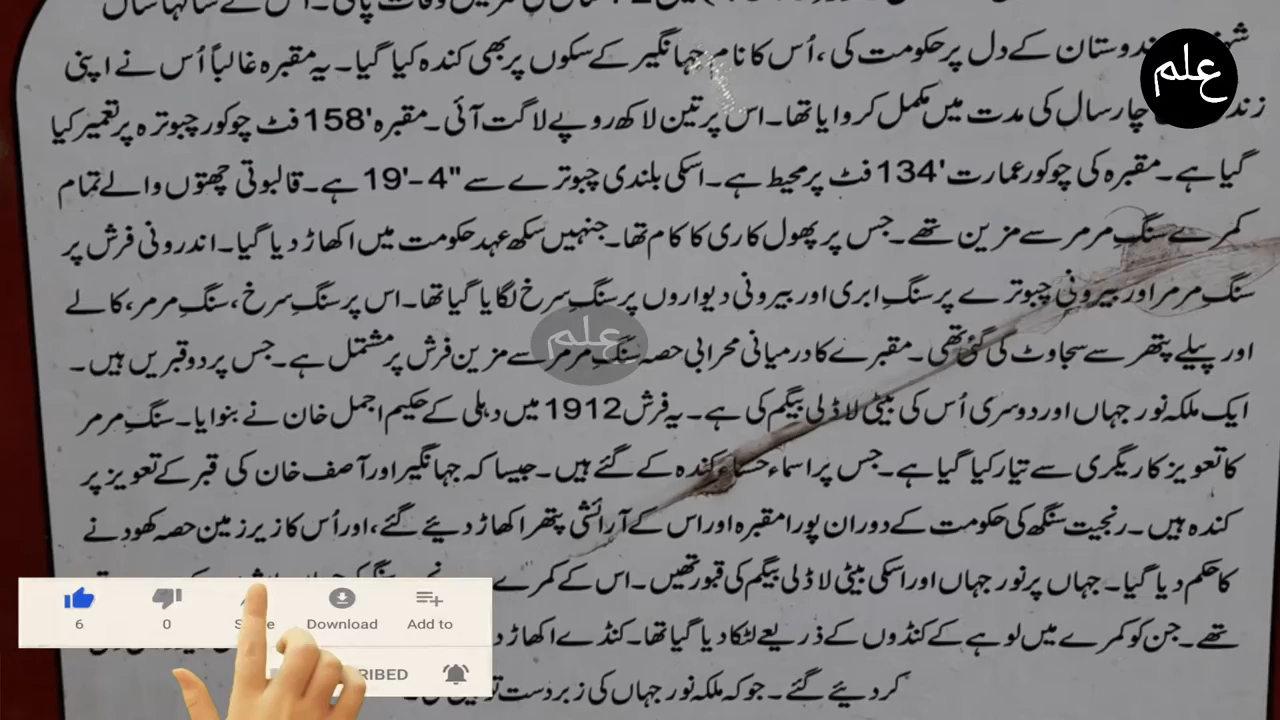 ہندوستان کے دل پر حکومت کی، اُس کا نام جہانگیر کے سکوں پر بھی کندہ کیا گیا۔ یہ مقبرہ غالباً اُس نے اپنی
چار سال کی مدت میں مکمل کروایا تھا۔ اس پر تین لاکھ روپے لاگت آئی۔ مقبرہ '158 فٹ چوکور چبوترہ پر تعمیر کیا
گیا ہے۔ مقبرہ کی چوکور عمارت '134 فٹ پر محیط ہے۔ اسکی بلندی چبوترے سے "4-'19 ہے۔ قالبوتی چھتوں والے تمام
کمرے سنگِ مرمر سے مزین تھے۔ جس پر پھول کاری کا کام تھا۔ جنہیں سکھ عہد حکومت میں اکھاڑ دیا گیا۔ اندرونی فرش پر
سنگِ مرمر اور بیرونی چبوترے پر سنگِ ابری اور بیرونی دیواروں پر سنگِ سرخ لگایا گیا تھا۔ اس پر سنگِ سرخ، سنگِ مرمر، کالے
اور پیلے پتھر سے سجاوٹ کی گئی تھی۔ مقبرے کا درمیانی محرابی حصہ سنگِ مرمر سے مزین فرش پر مشتمل ہے۔ جس پر دو قبریں ہیں۔
ایک ملکہ نور جہاں اور دوسری اُس کی بیٹی لاڈلی بیگم کی ہے۔ یہ فرش 1912 میں دہلی کے حکیم اجمل خان نے بنوایا۔ سنگِ مرمر
کا تعویز کاریگری سے تیار کیا گیا ہے۔ جس پر اسماء حسناء کندہ کے گئے ہیں۔ جیسا کہ جہانگیر اور آصف خان کی قبر کے تعویز پر
کندہ ہیں۔ رنجیت سنگھ کی حکومت کے دوران پورا مقبرہ اور اس کے آرائشی پتھر اکھاڑ دیئے گئے، اور اُس کا زیر زمین حصہ کھودنے
کا حکم دیا گیا۔ جہاں پر نور جہاں اور اسکی بیٹی لاڈلی بیگم کی قبور تھیں۔ اس کے کمرے
تھے۔ جن کو کمرے میں لوہے کے کنڈوں کے ذریعے لٹکا دیا گیا تھا۔ کنڈے اکھاڑ
کر دیئے گئے۔ جو کہ ملکہ نور جہاں کی زبردست
علم
علم
6 0 Download Add to